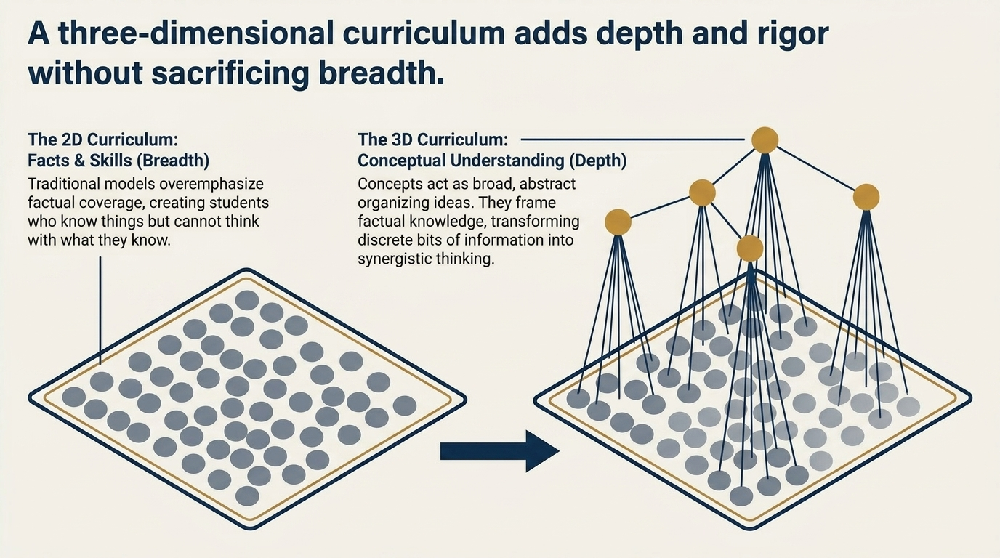 A three-dimensional curriculum adds depth and rigor
without sacrificing breadth.
The 2D Curriculum:
Facts & Skills (Breadth)
Traditional models overemphasize
factual coverage, creating students
who know things but cannot think
with what they know.
The 3D Curriculum:
Conceptual Understanding (Depth)
Concepts act as broad, abstract
organizing ideas. They frame
factual knowledge, transforming
discrete bits of information into
synergistic thinking.